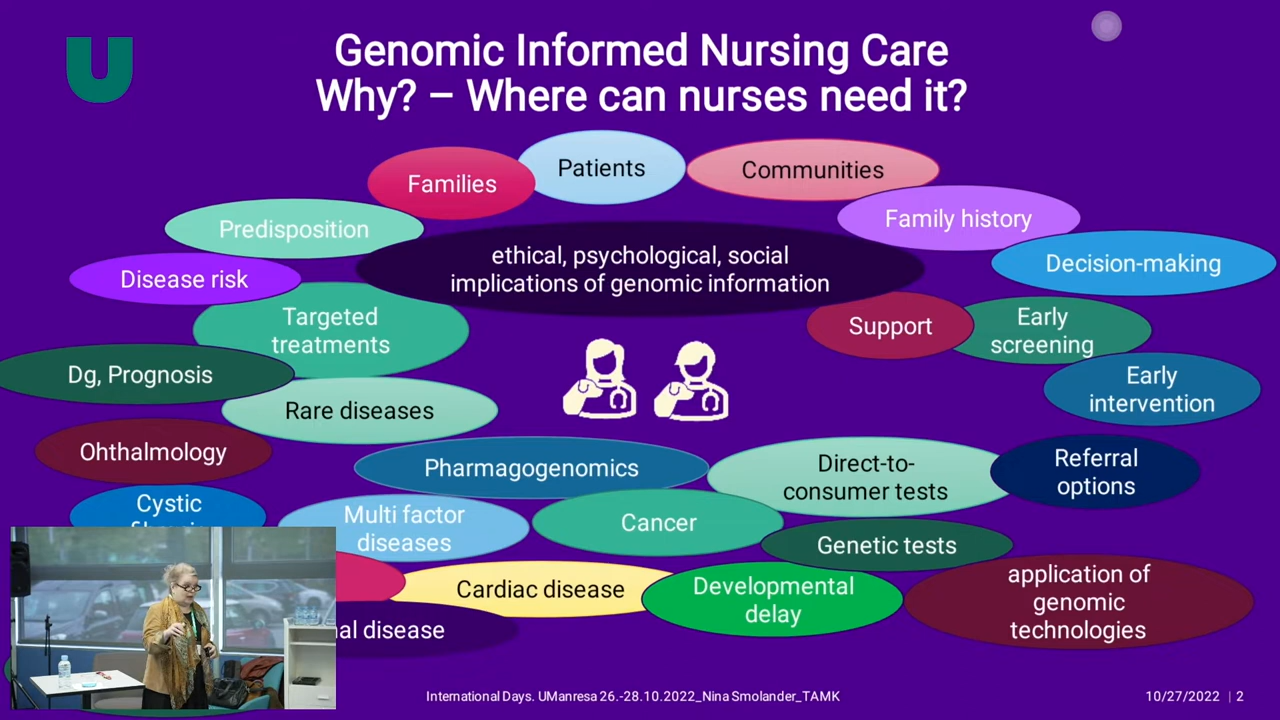 U
Genomic Informed Nursing Care
Why? – Where can nurses need it?
Patients
Families
Communities
Predisposition
Family history
ethical, psychological, social
implications of genomic information
Decision-making
Disease risk
Targeted
treatments
Support
Early
screening
Dg, Prognosis
Early
intervention
Rare diseases
Ohthalmology
Pharmagogenomics
Direct-to-
consumer tests
Referral
options
Cystic
Multi factor
diseases
Cancer
Genetic tests
Cardiac disease
Developmental
delay
application of
genomic
technologies
disease
International Days. UManresa 26.-28.10.2022_Nina Smolander_TAMK
10/27/2022 | 2